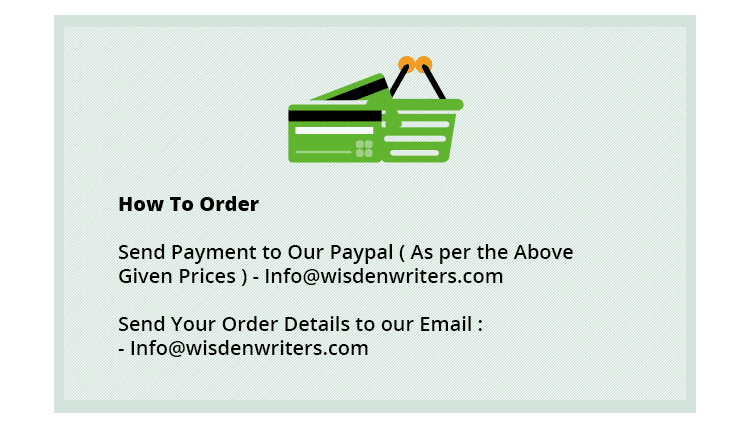 How To Order
Send Payment to Our Paypal ( As per the Above
Given Prices ) - Info@wisdenwriters.com
Send Your Order Details to our Email :
- Info@wisdenwriters.com